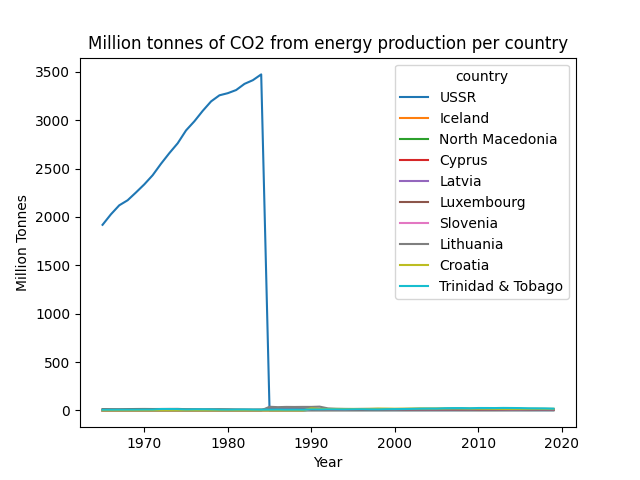 Million tonnes of CO2 from energy production per country
country
USSR
Iceland
North Macedonia
Cyprus
Latvia
Luxembourg
Slovenia
Lithuania
Croatia
Trinidad & Tobago
3500
3000
2500
2000
1500
1000
500
0
Million Tonnes
1970 1980 1990 2000 2010 2020
Year